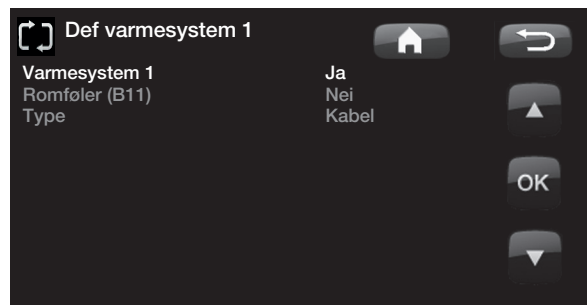 Def varmesystem 1
Varmesystem 1 Ja
Romføler (B11) Nei
Type Kabel
OK